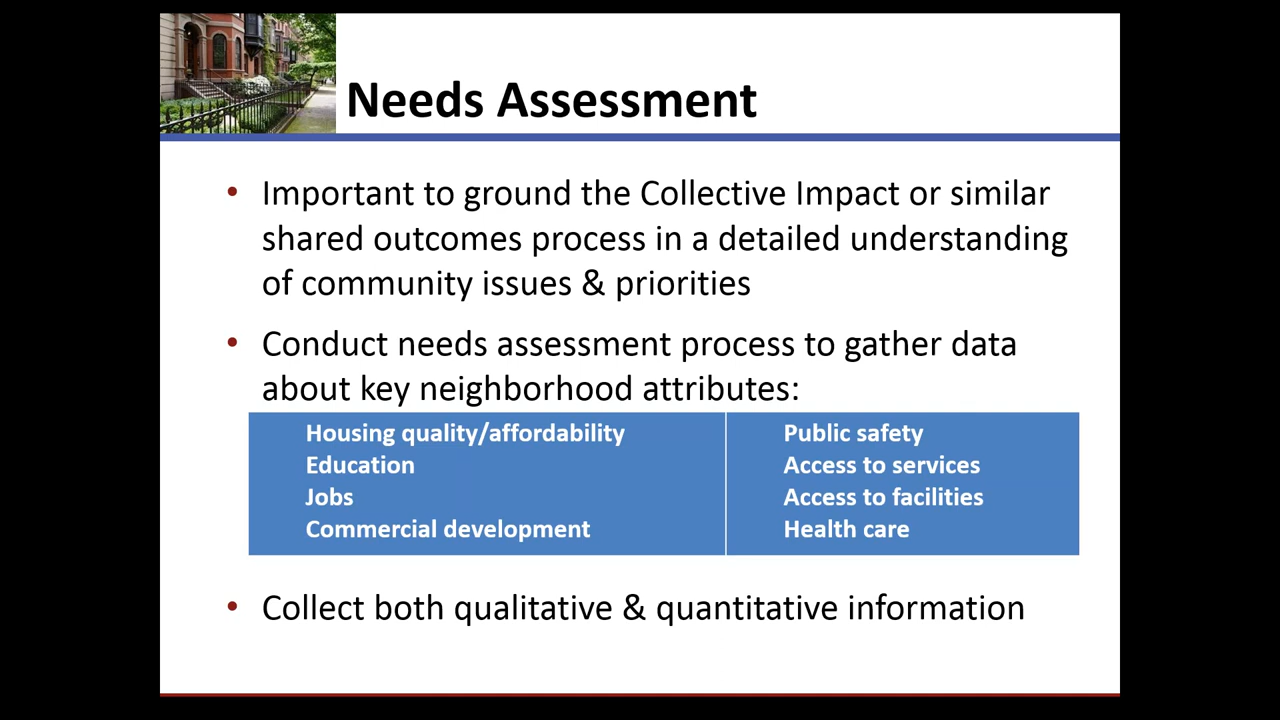 Needs Assessment
• Important to ground the Collective Impact or similar
shared outcomes process in a detailed understanding
of community issues & priorities
• Conduct needs assessment process to gather data
about key neighborhood attributes:
Housing quality/affordability
Education
Jobs
Commercial development
Public safety
Access to services
Access to facilities
Health care
• Collect both qualitative & quantitative information